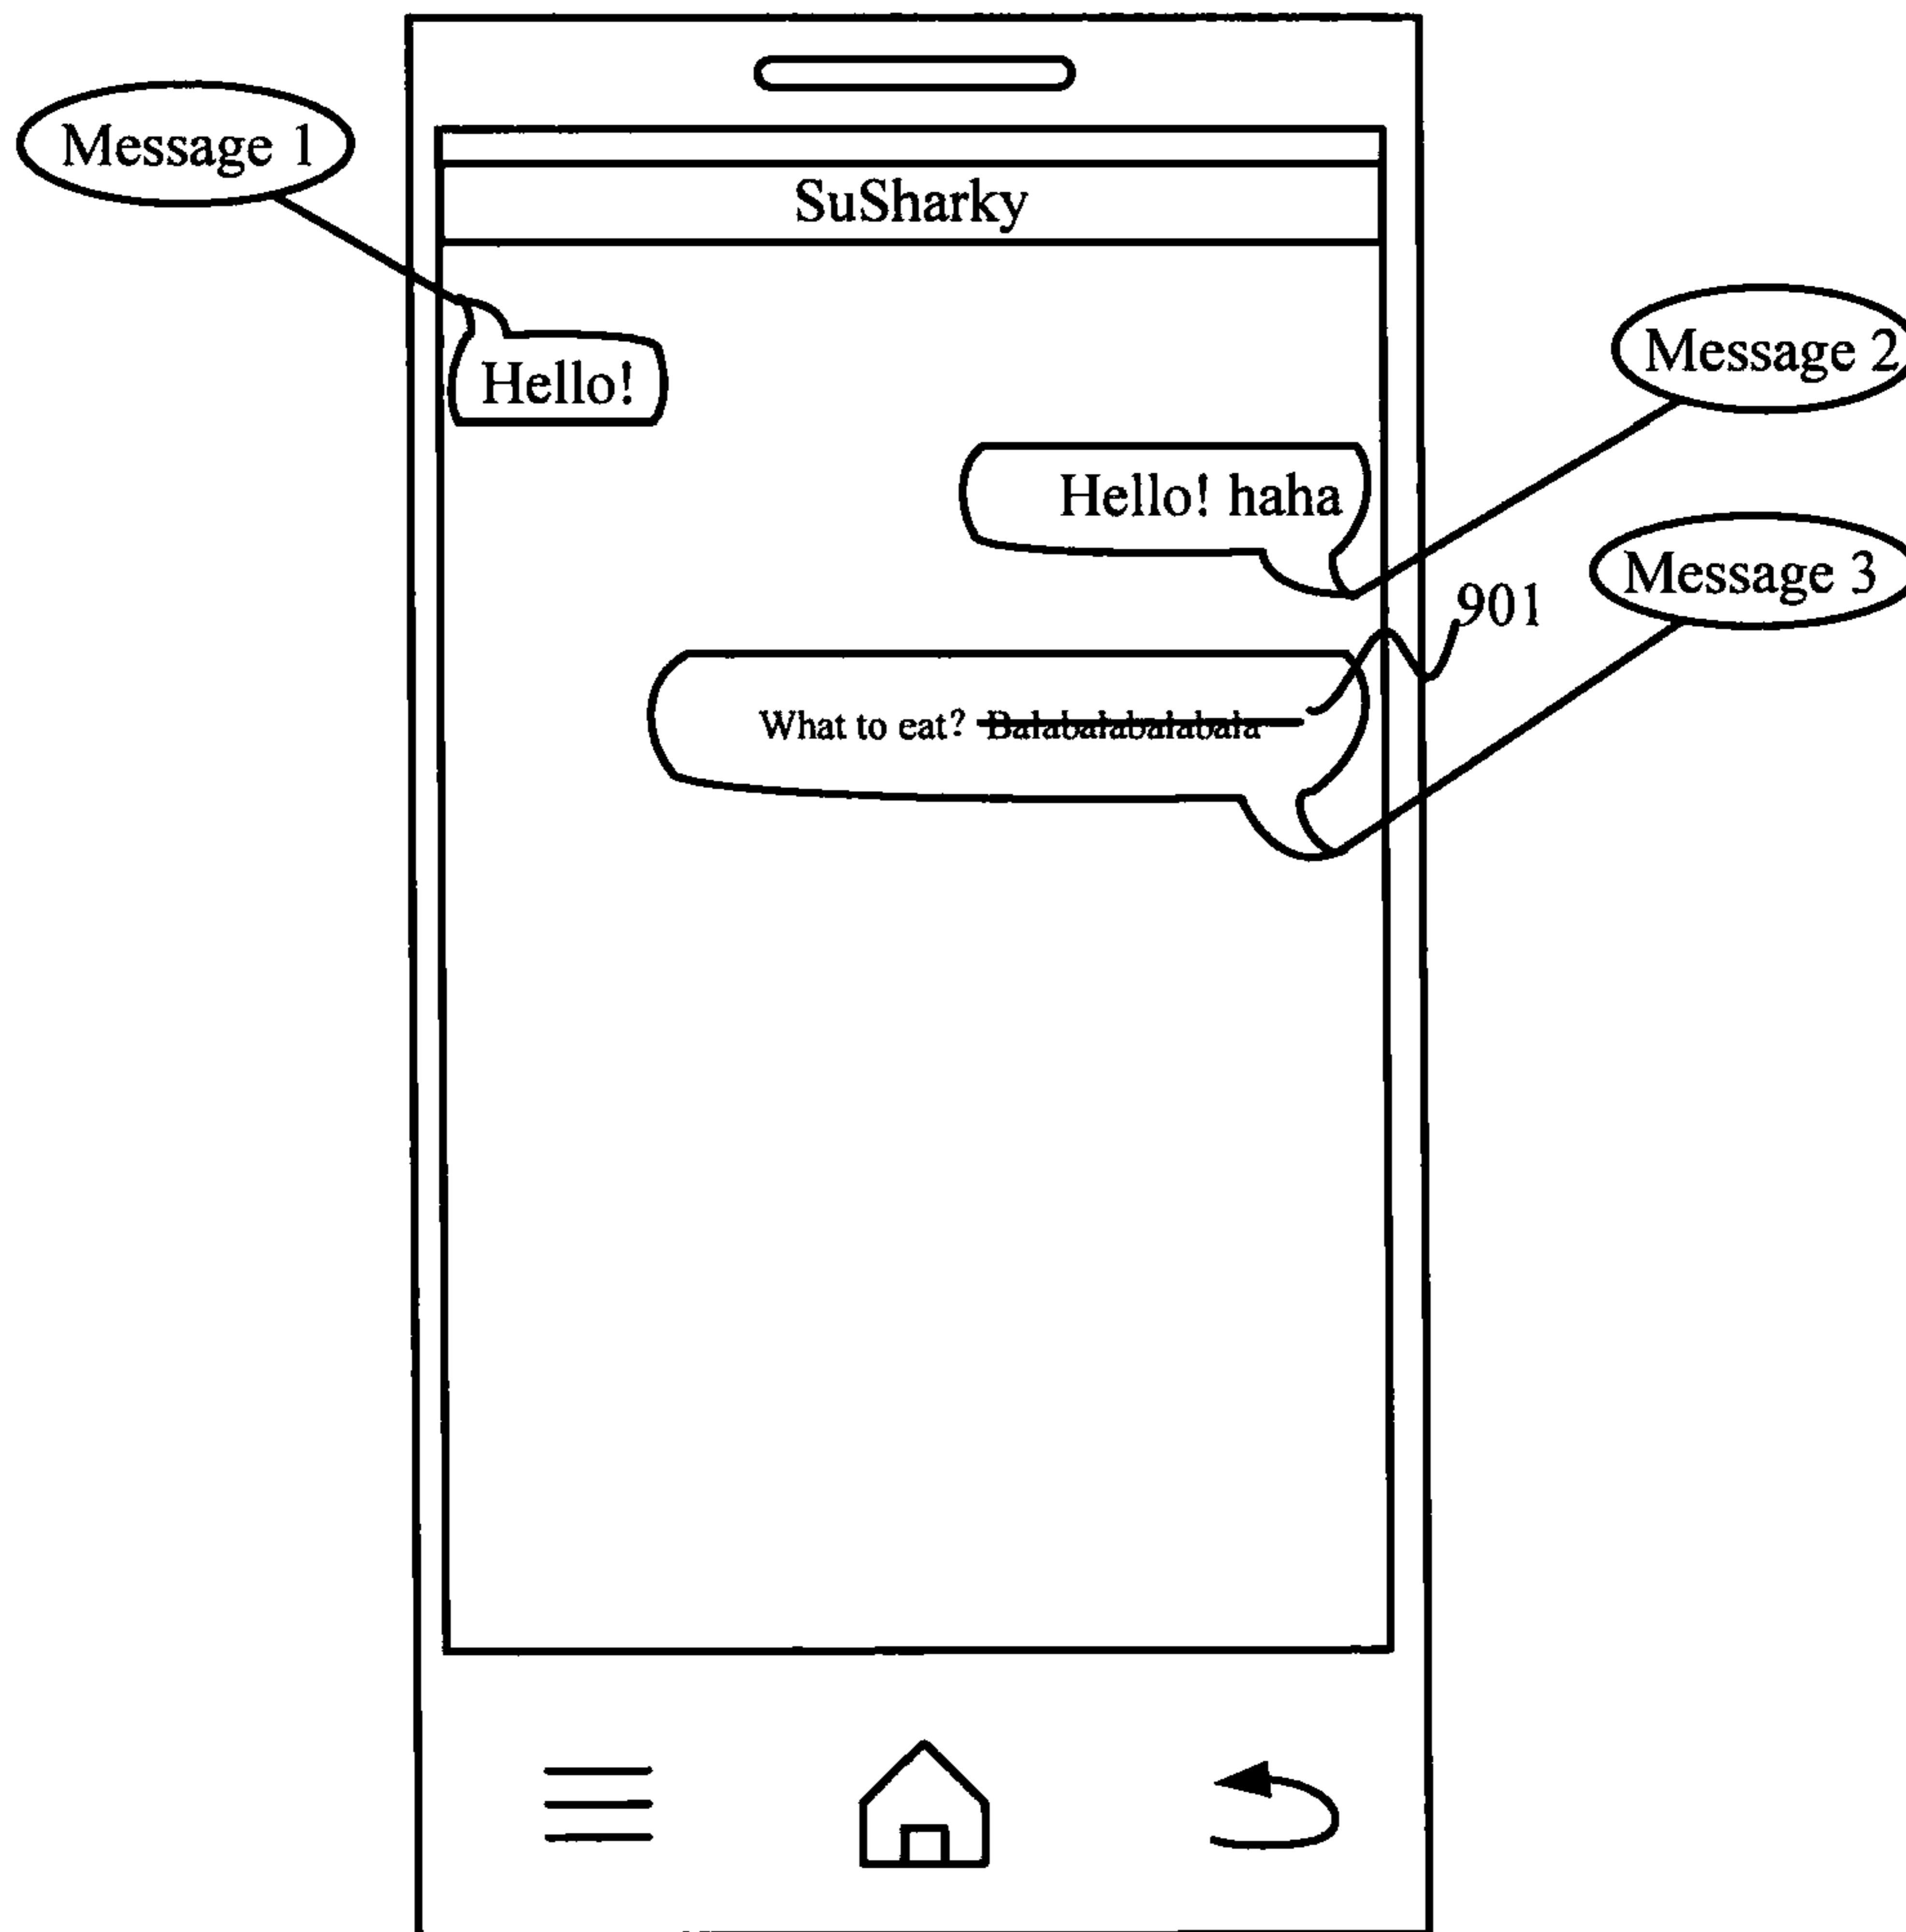 Message 1
SuSharky
Hello!
Message 2
Hello! haha
Message 3
901
What to eat? Balabalabalabala